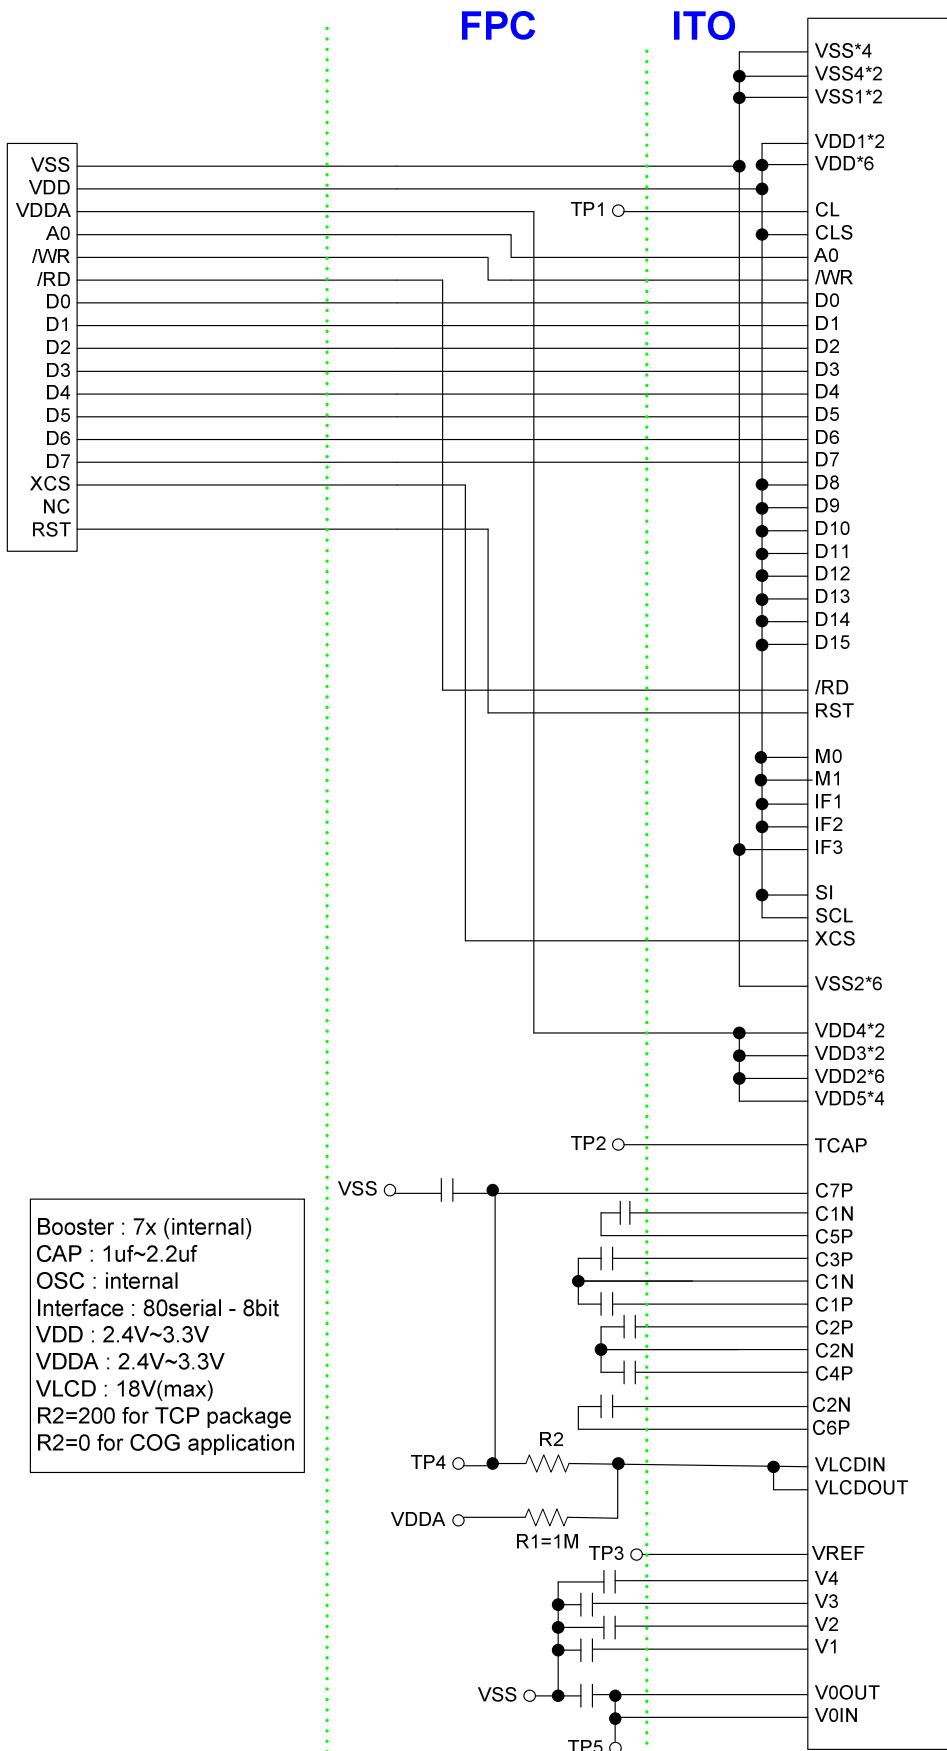 FPC
ITO
VSS
VDD
VDDA
A0
/WR
/RD
D0
D1
D2
D3
D4
D5
D6
D7
XCS
NC
RST
VSS*4
VSS4*2
VSS1*2
VDD1*2
VDD*6
TP1
CL
CLS
A0
/WR
D0
D1
D2
D3
D4
D5
D6
D7
D8
D9
D10
D11
D12
D13
D14
D15
/RD
RST
M0
M1
IF1
IF2
IF3
SI
SCL
XCS
VSS2*6
VDD4*2
VDD3*2
VDD2*6
VDD5*4
TP2
TCAP
VSS
C7P
C1N
C5P
C3P
C1N
C1P
C2P
C2N
C4P
C2N
C6P
Booster : 7x (internal)
CAP : 1uf~2.2uf
OSC : internal
Interface : 80serial - 8bit
VDD : 2.4V~3.3V
VDDA : 2.4V~3.3V
VLCD : 18V(max)
R2=200 for TCP package
R2=0 for COG application
R2
TP4
VLCDIN
VLCDOUT
VDDA
R1=1M
TP3
VREF
V4
V3
V2
V1
VSS
V0OUT
V0IN
TP5